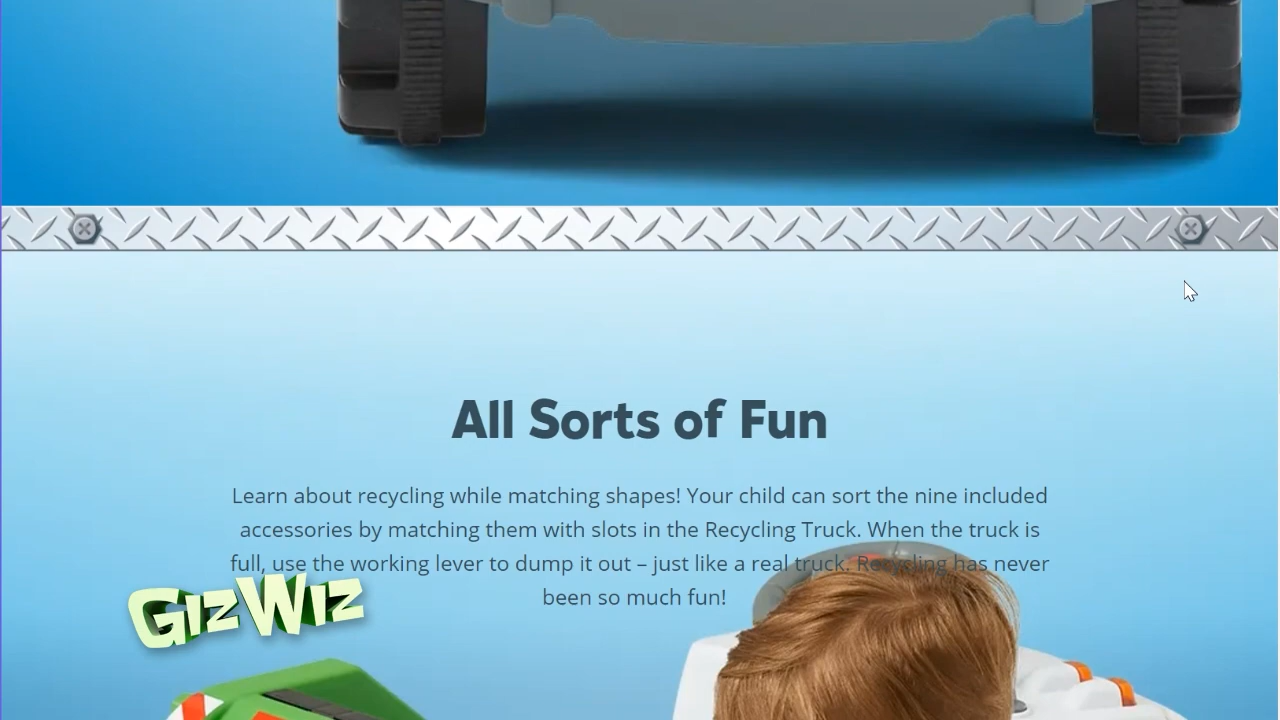 All Sorts of Fun
Learn about recycling while matching shapes! Your child can sort the nine included
accessories by matching them with slots in the Recycling Truck. When the truck is
full, use the working lever to dump it out – just like a real truck. Recycling has never
been so much fun!
GizWiz